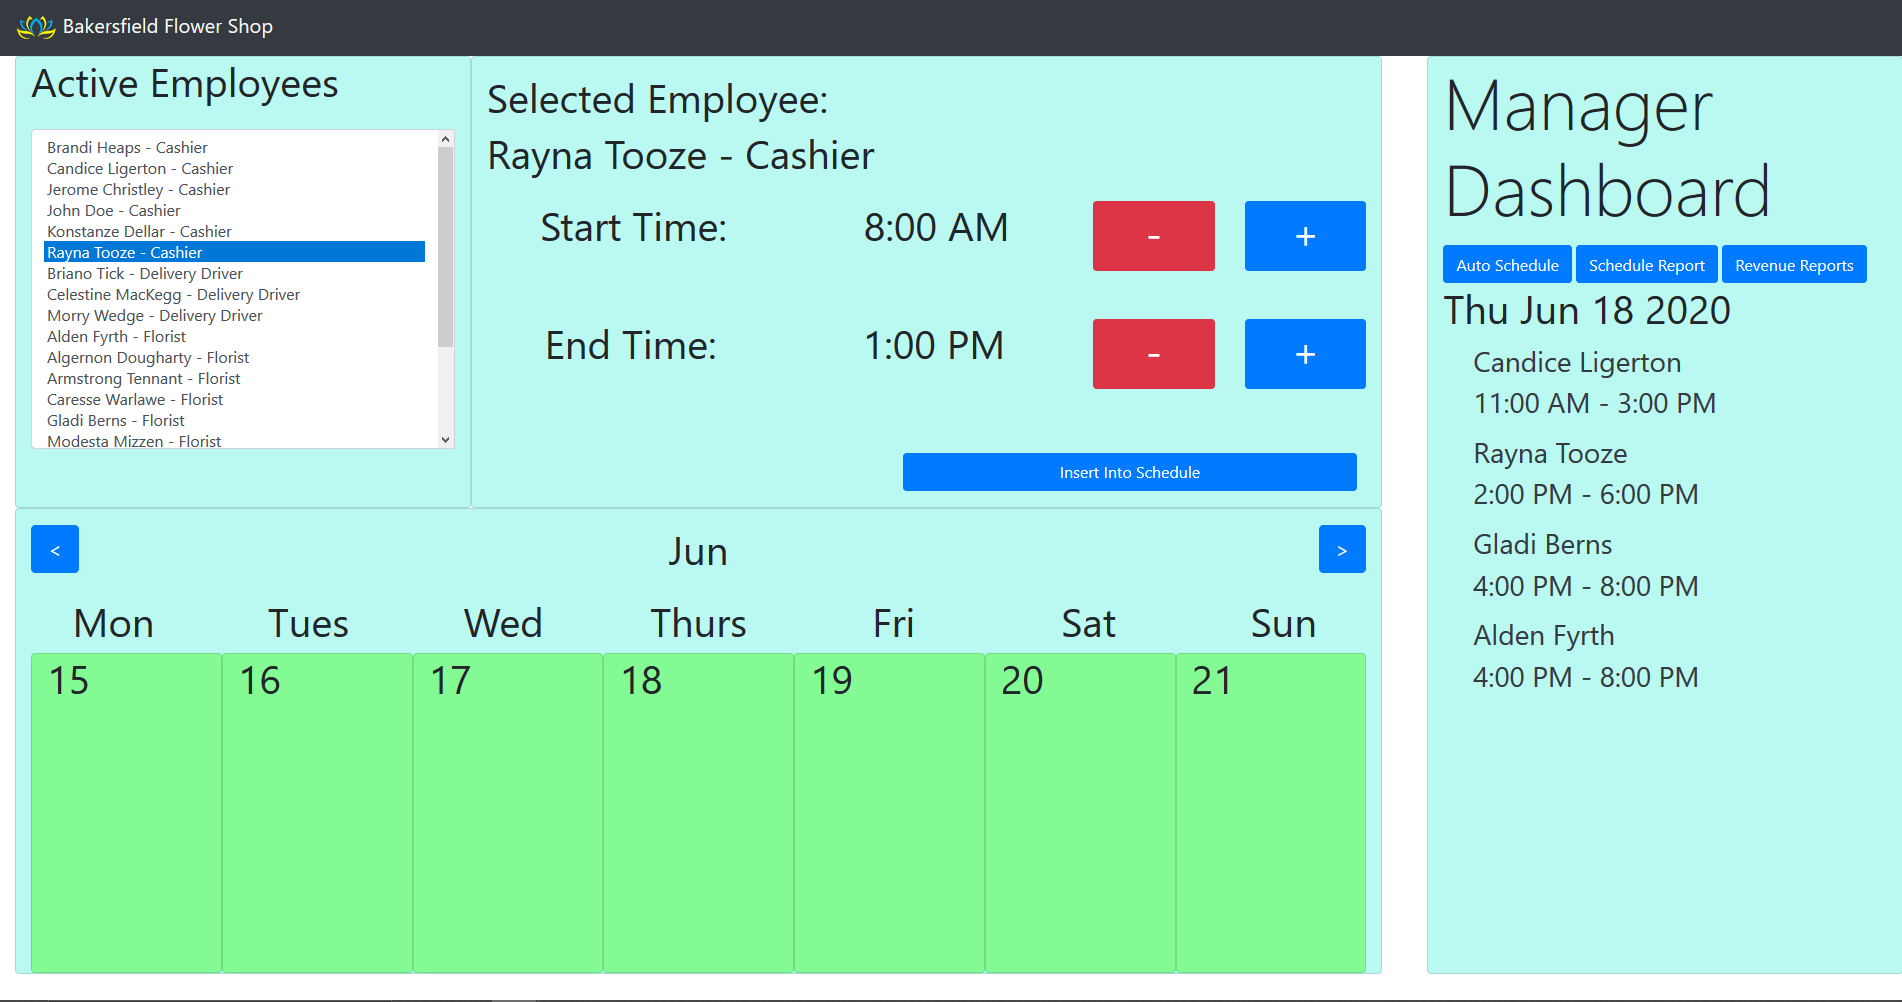 Bakersfield Flower Shop
Active Employees
Brandi Heaps - Cashier
Candice Ligerton - Cashier
Jerome Christley - Cashier
John Doe - Cashier
Konstanze Dellar - Cashier
Rayna Tooze - Cashier
Briano Tick - Delivery Driver
Celestine MacKegg - Delivery Driver
Morry Wedge - Delivery Driver
Alden Fyrth - Florist
Algernon Dougharty - Florist
Armstrong Tennant - Florist
Caresse Warlawe - Florist
Gladi Berns - Florist
Modesta Mizzen - Florist
Selected Employee:
Rayna Tooze - Cashier
Start Time: 8:00 AM - +
End Time: 1:00 PM - +
Insert Into Schedule
< Jun >
Mon Tues Wed Thurs Fri Sat Sun
15 16 17 18 19 20 21
Manager
Dashboard
Auto Schedule Schedule Report Revenue Reports
Thu Jun 18 2020
Candice Ligerton
11:00 AM - 3:00 PM
Rayna Tooze
2:00 PM - 6:00 PM
Gladi Berns
4:00 PM - 8:00 PM
Alden Fyrth
4:00 PM - 8:00 PM